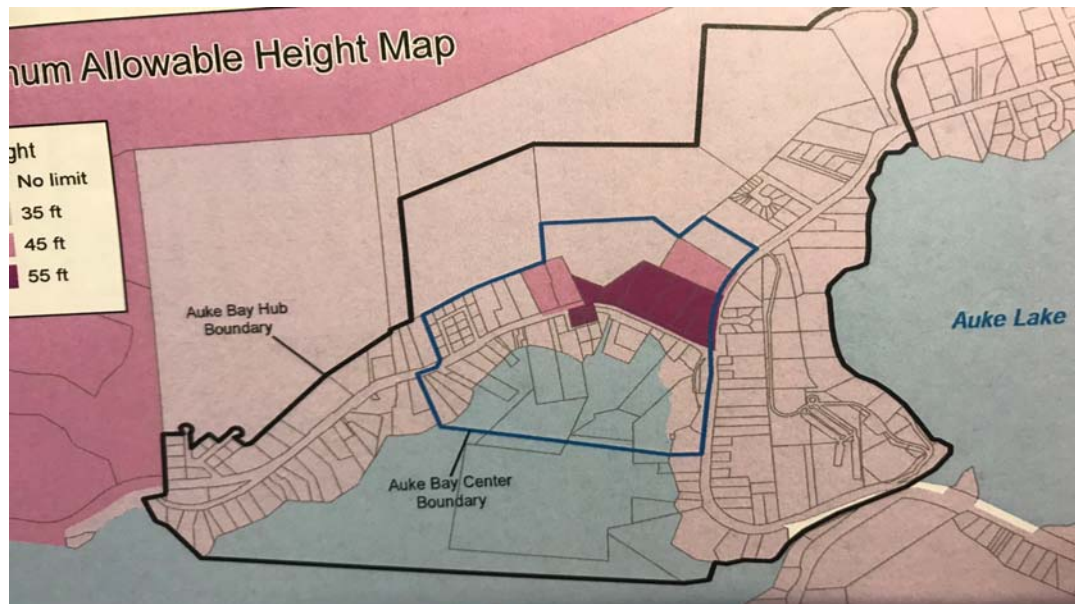 num Allowable Height Map
ght
No limit
35 ft
45 ft
55 ft
Auke Bay Hub
Boundary
Auke Lake
Auke Bay Center
Boundary